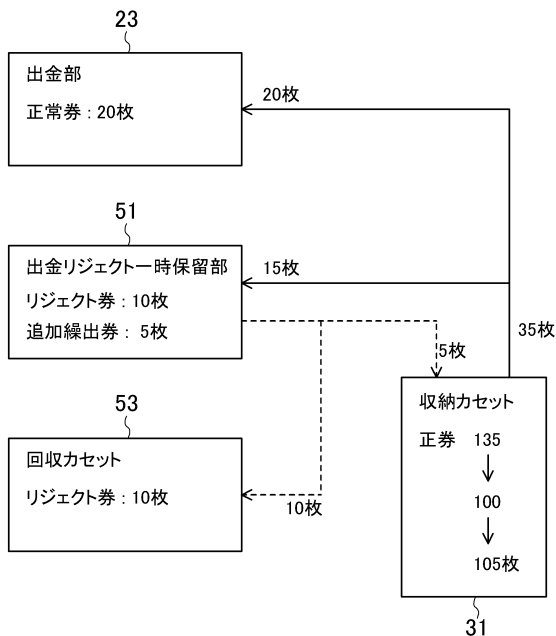 23
出金部
正常券：20枚
20枚
51
出金リジェクト一時保留部
リジェクト券：10枚
追加繰出券： 5枚
15枚
35枚
5枚
53
回収カセット
リジェクト券：10枚
10枚
収納カセット
正券 135
100
105枚
31